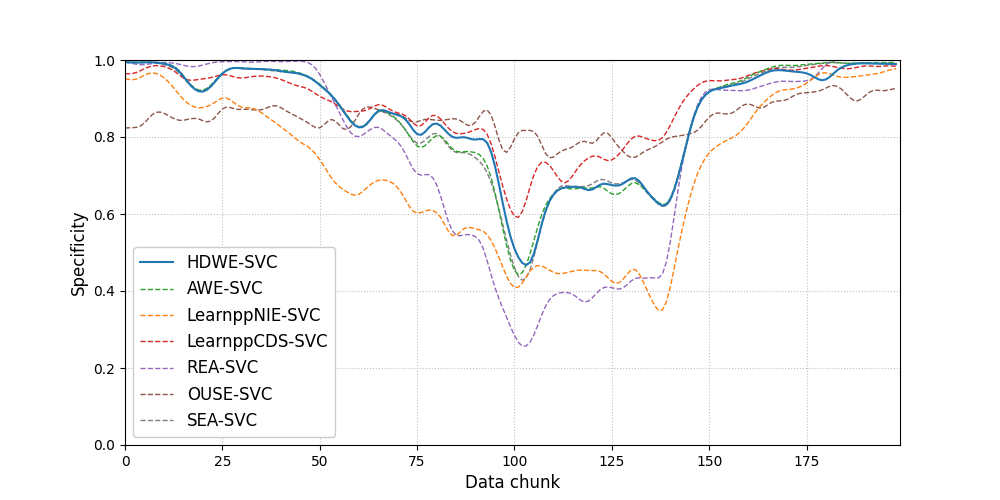 1.0
0.8
0.6
0.4
0.2
0.0
Specificity
HDWE-SVC
AWE-SVC
LearnppNIE-SVC
LearnppCDS-SVC
REA-SVC
OUSE-SVC
SEA-SVC
0 25 50 75 100 125 150 175
Data chunk